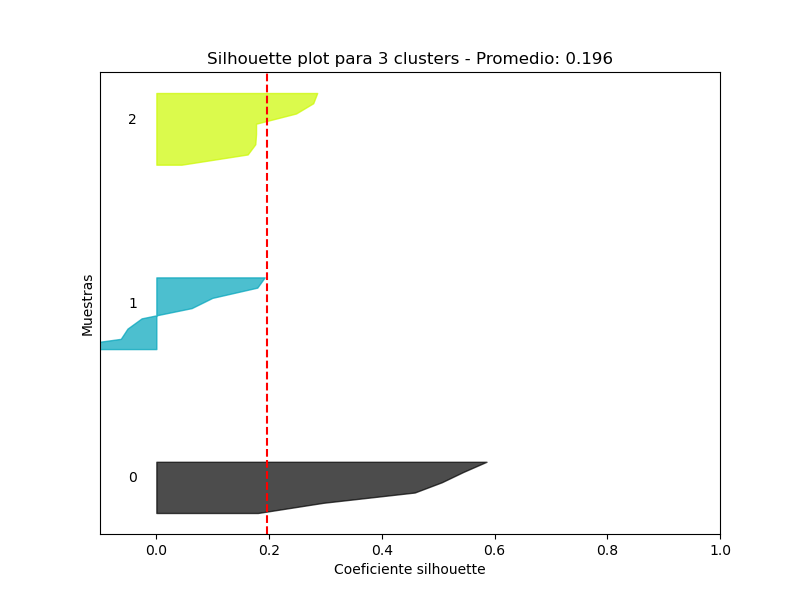 Silhouette plot para 3 clusters - Promedio: 0.196
2
1
0
Muestras
0.0 0.2 0.4 0.6 0.8 1.0
Coeficiente silhouette